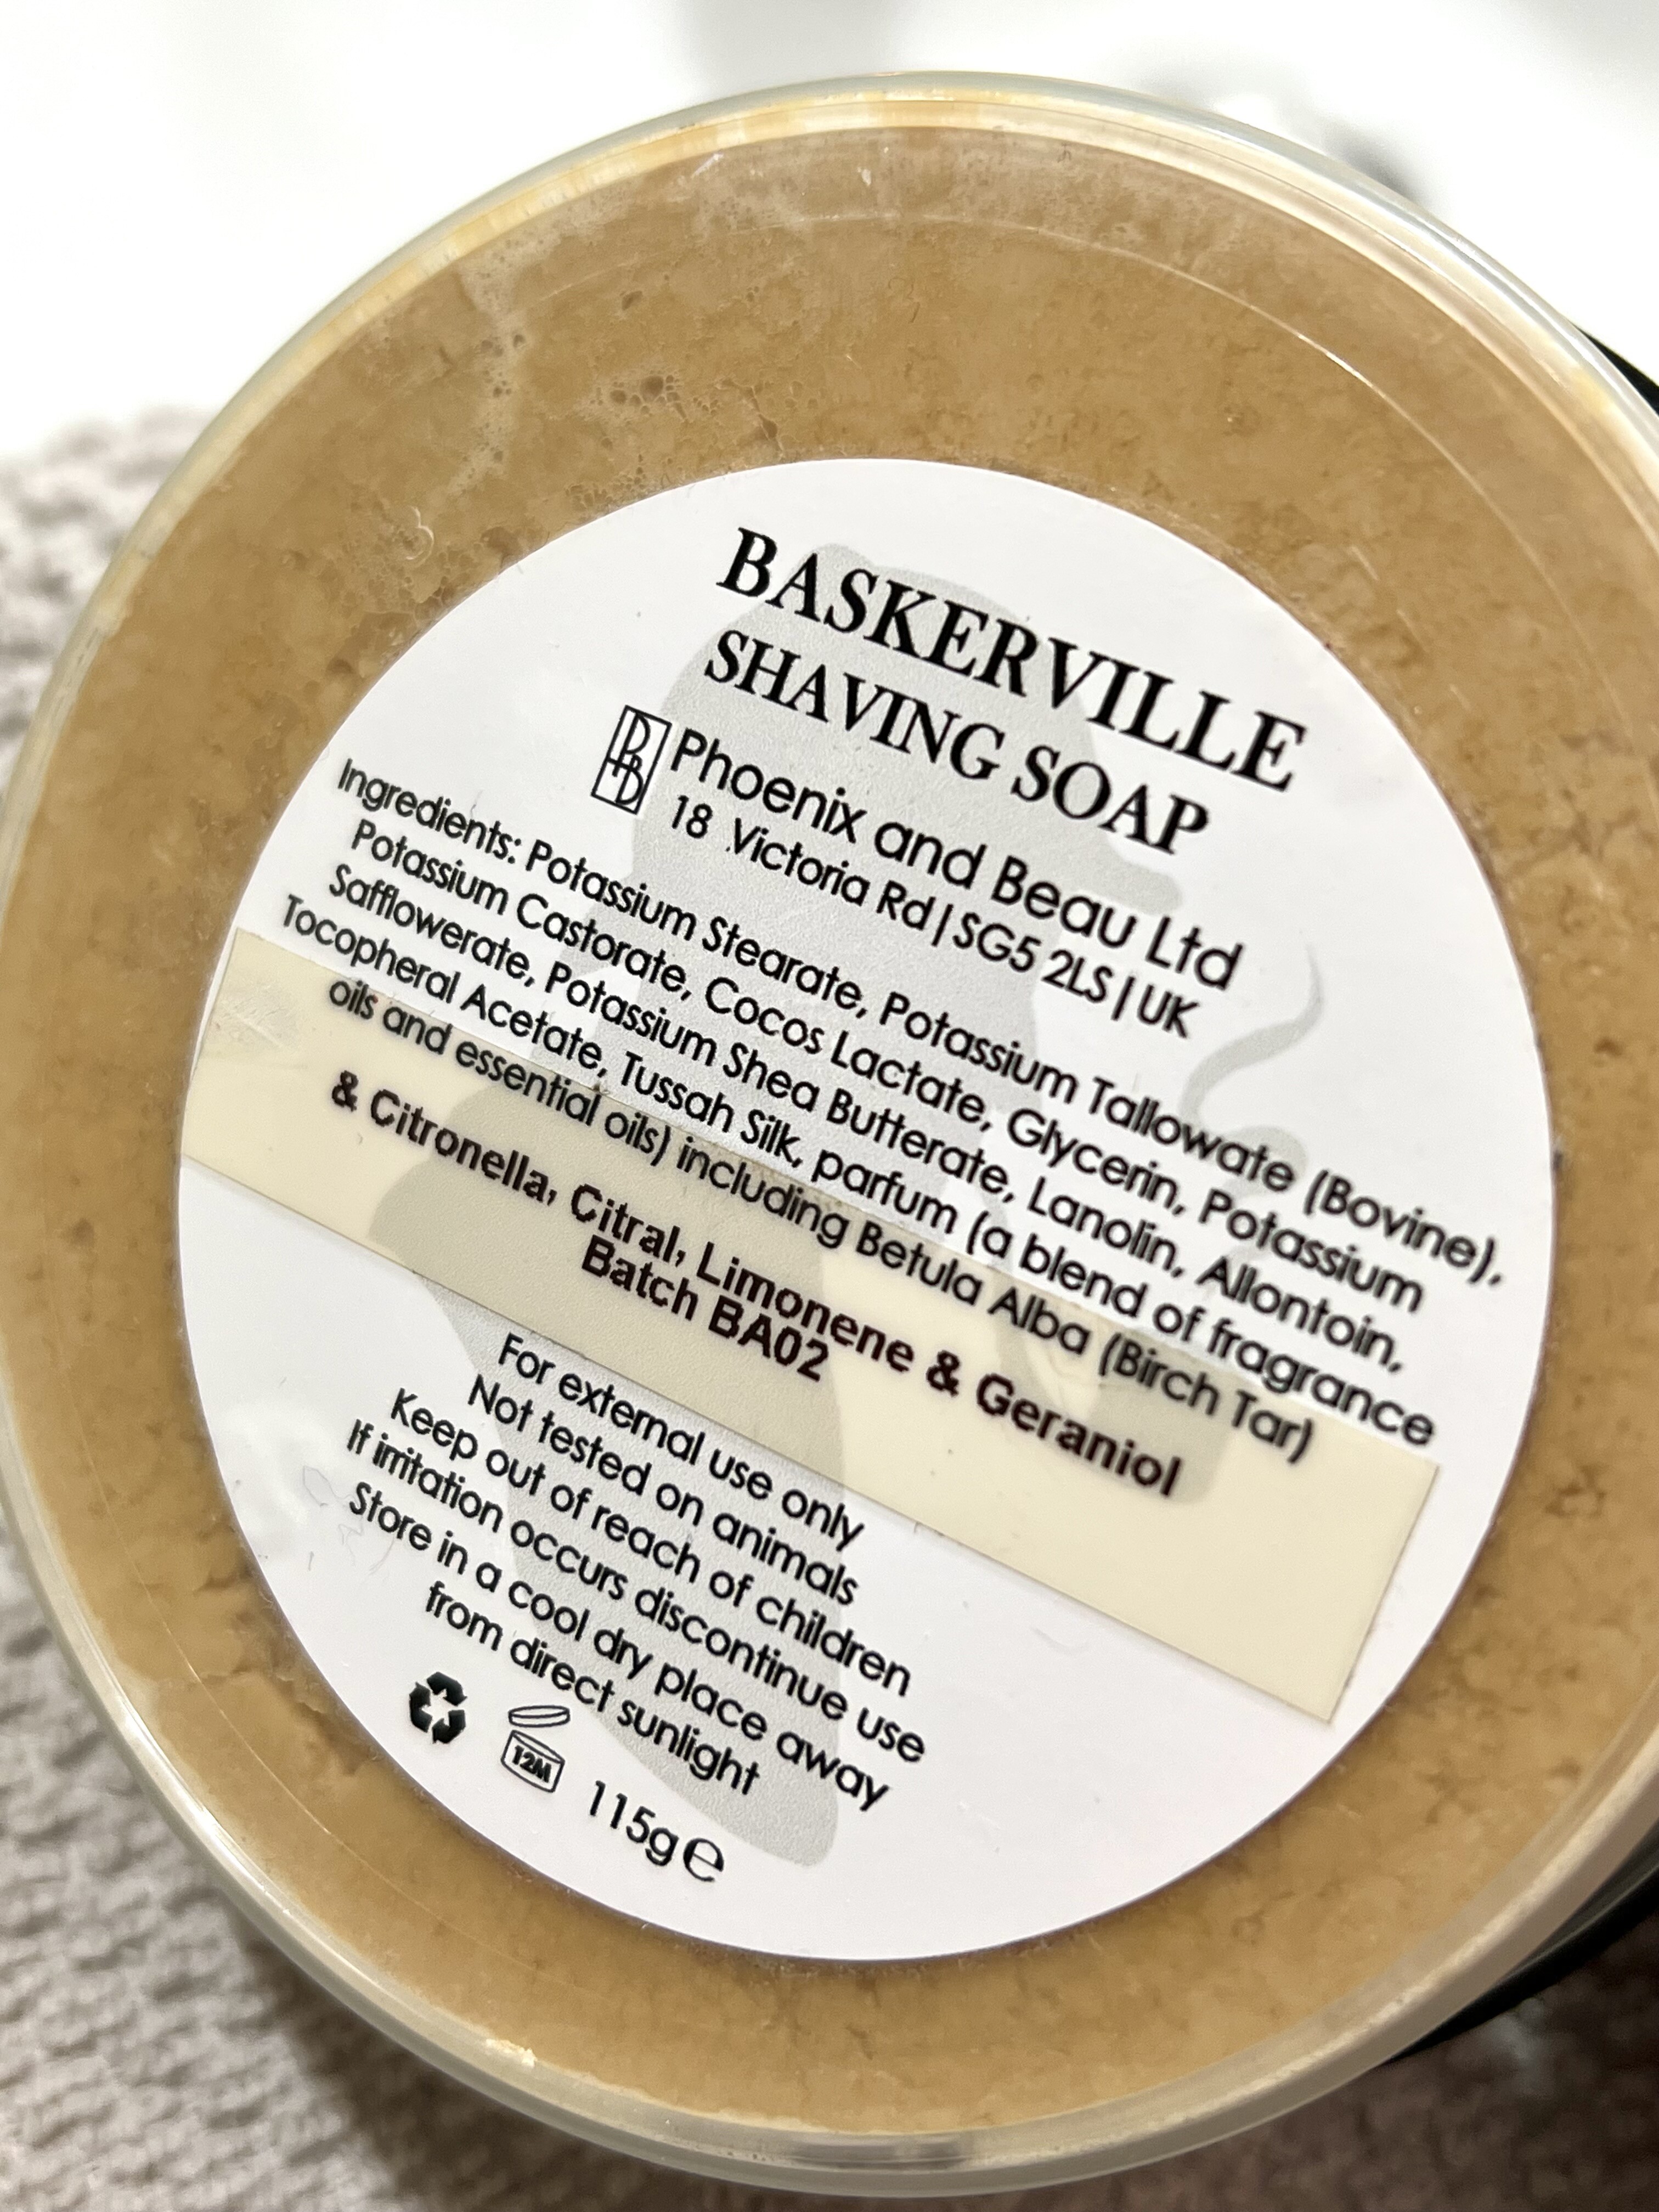 BASKERVILLE
SHAVING SOAP
PB Phoenix and Beau Ltd
18 Victoria Rd | SG5 2LS | UK
Ingredients: Potassium Stearate, Potassium Tallowate (Bovine),
Potassium Castorate, Cocos Lactate, Glycerin, Potassium
Safflowerate, Potassium Shea Butterate, Lanolin, Allontoin,
Tocopheral Acetate, Tussah Silk, parfum (a blend of fragrance
oils and essential oils) including Betula Alba (Birch Tar)
& Citronella, Citral, Limonene & Geraniol
Batch BA02
For external use only
Not tested on animals
Keep out of reach of children
If irritation occurs discontinue use
Store in a cool dry place away
from direct sunlight
12M 115g℮